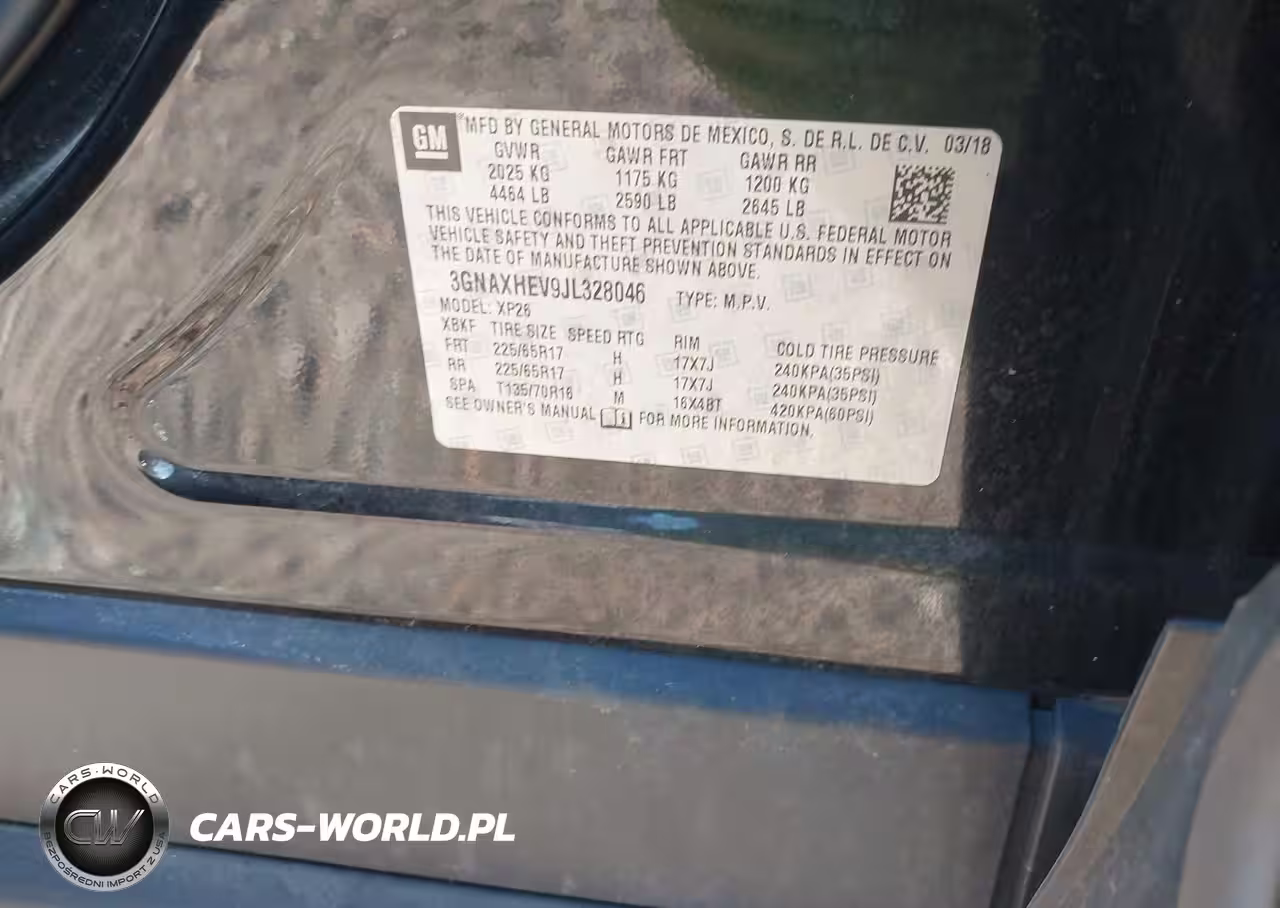 GM
MFD BY GENERAL MOTORS DE MEXICO, S. DE R.L. DE C.V. 03/18
GVWR GAWR FRT GAWR RR
2025 KG 1175 KG 1200 KG
4464 LB 2590 LB 2645 LB
THIS VEHICLE CONFORMS TO ALL APPLICABLE U.S. FEDERAL MOTOR
VEHICLE SAFETY AND THEFT PREVENTION STANDARDS IN EFFECT ON
THE DATE OF MANUFACTURE SHOWN ABOVE.
3GNAXHEV9JL328046 TYPE: M.P.V.
MODEL: XP26
XBKF TIRE SIZE SPEED RTG RIM COLD TIRE PRESSURE
FRT 225/65R17 H 17X7J 240KPA(35PSI)
RR 225/65R17 H 17X7J 240KPA(35PSI)
SPA T135/70R16 M 16X4BT 420KPA(60PSI)
SEE OWNER'S MANUAL FOR MORE INFORMATION.
CARS-WORLD
CW
BEZPOŚREDNI IMPORT Z USA
CARS-WORLD.PL